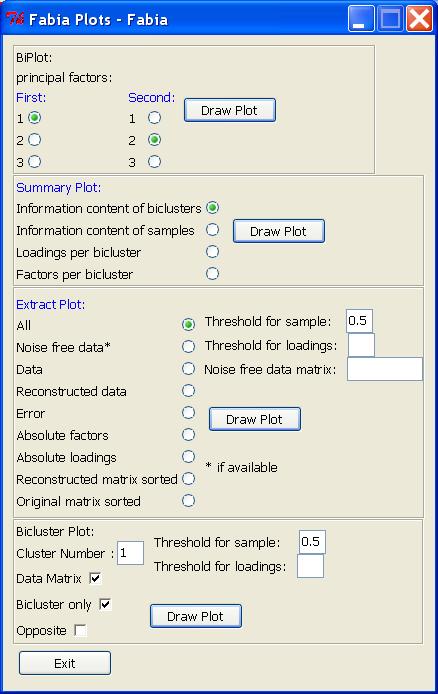 Fabia Plots - Fabia
BiPlot:
principal factors:
First: Second:
Draw Plot
1 1
2 2
3 3
Summary Plot:
Information content of biclusters
Information content of samples
Draw Plot
Loadings per bicluster
Factors per bicluster
Extract Plot:
All Threshold for sample: 0.5
Noise free data* Threshold for loadings:
Data Noise free data matrix:
Reconstructed data
Error Draw Plot
Absolute factors
Absolute loadings
* if available
Reconstructed matrix sorted
Original matrix sorted
Bicluster Plot:
Cluster Number : 1 Threshold for sample: 0.5
Threshold for loadings:
Data Matrix
Bicluster only
Draw Plot
Opposite
Exit